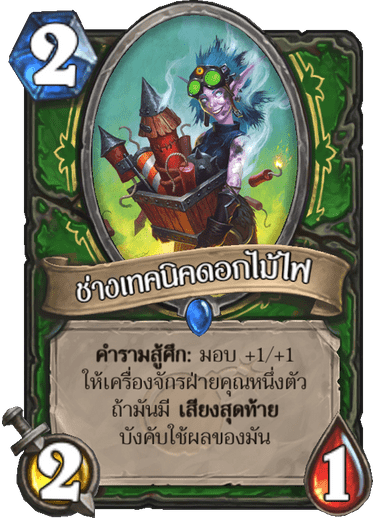 2
ช่างเทคนิคดอกไม้ไฟ
คำรามสู้ศึก: มอบ +1/+1
ให้เครื่องจักรฝ่ายคุณหนึ่งตัว
ถ้ามันมี เสียงสุดท้าย
บังคับใช้ผลของมัน
2 1